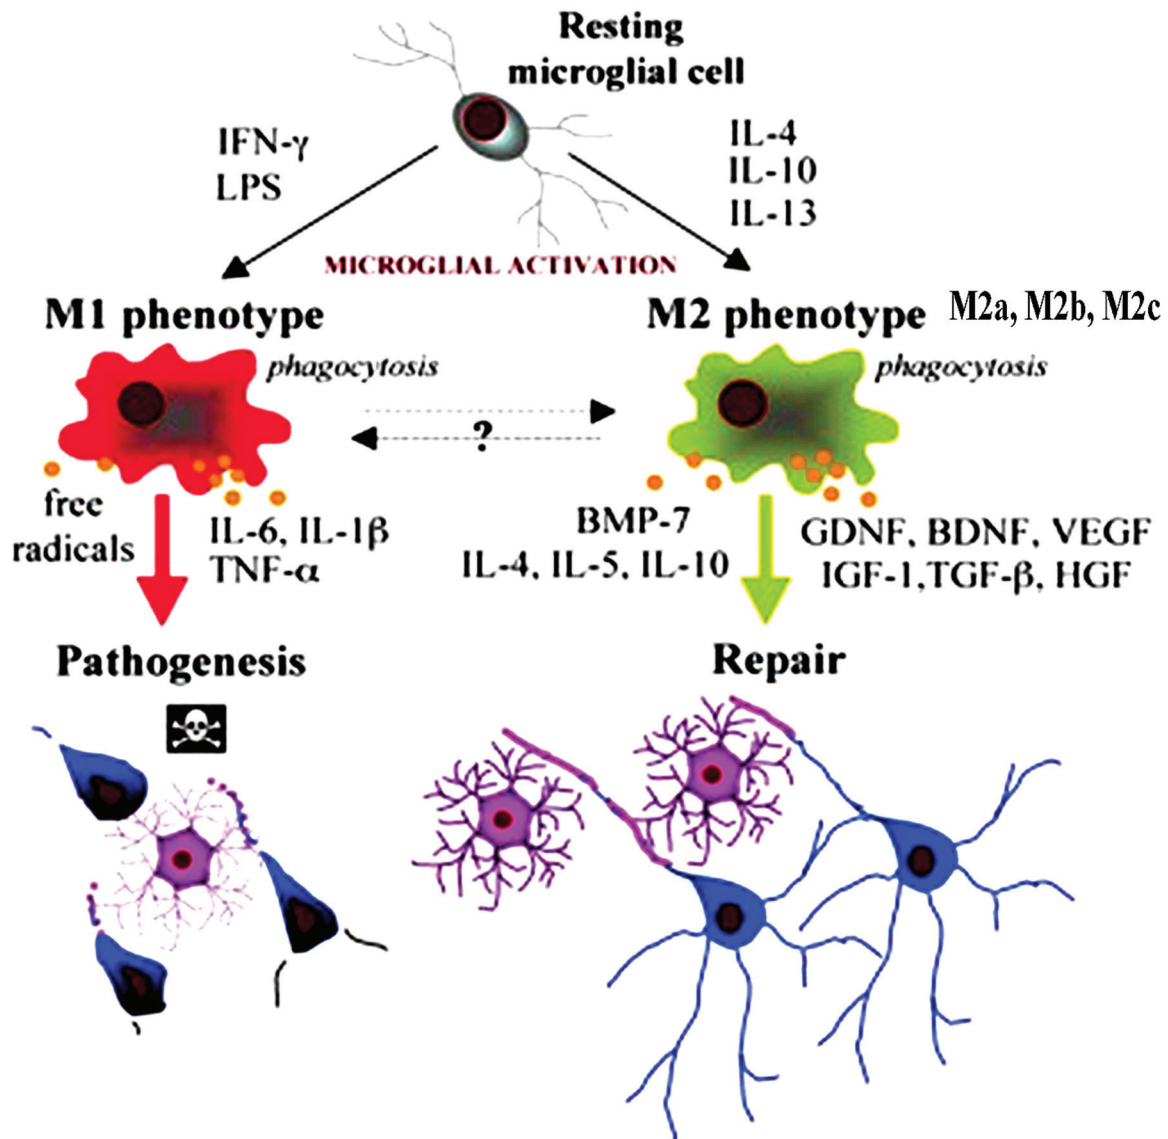 Resting
microglial cell
IFN-γ
LPS
IL-4
IL-10
IL-13
MICROGLIAL ACTIVATION
M1 phenotype
M2 phenotype
M2a, M2b, M2c
phagocytosis
phagocytosis
?
free
radicals
IL-6, IL-1β
TNF-α
BMP-7
IL-4, IL-5, IL-10
GDNF, BDNF, VEGF
IGF-1,TGF-β, HGF
Pathogenesis
Repair